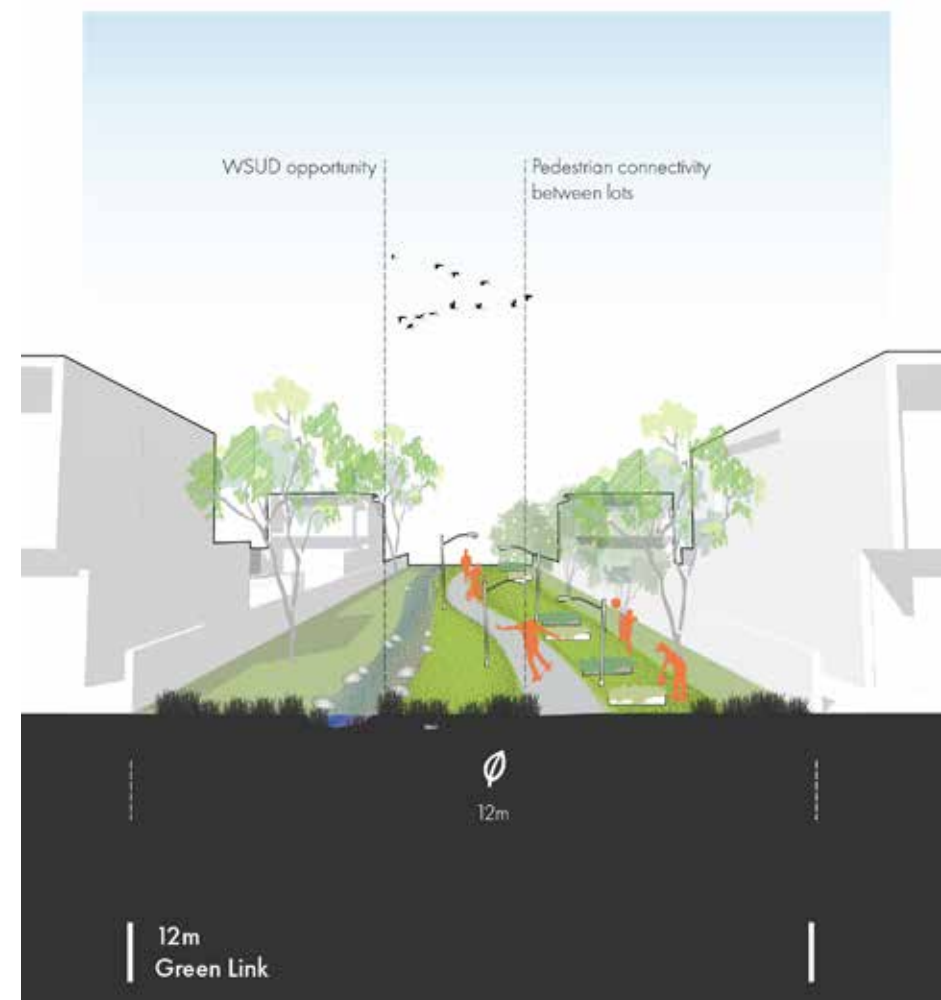 WSUD opportunity
Pedestrian connectivity
between lots
12m
12m
Green Link